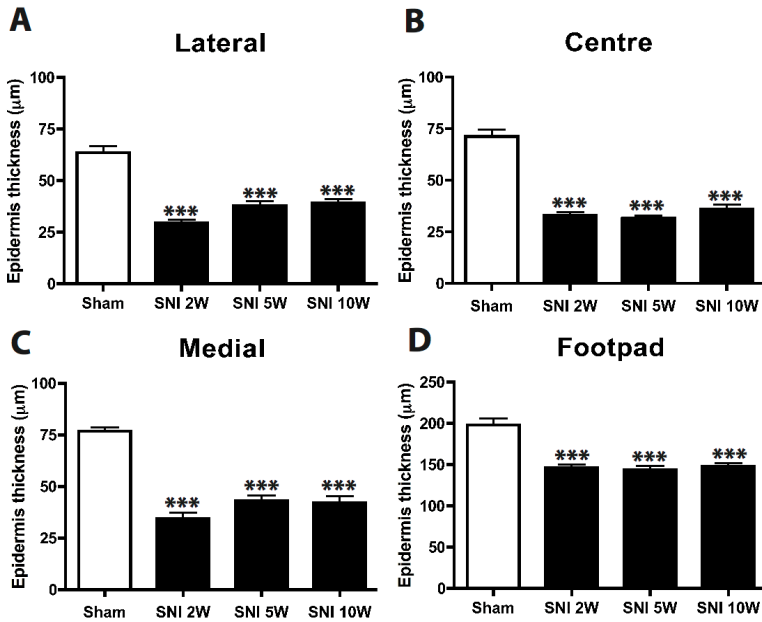 A
Lateral
Epidermis thickness (μm)
100
75
50
25
0
***
***
***
Sham
SNI 2W
SNI 5W
SNI 10W
B
Centre
Epidermis thickness (μm)
100
75
50
25
0
***
***
***
Sham
SNI 2W
SNI 5W
SNI 10W
C
Medial
Epidermis thickness (μm)
100
75
50
25
0
***
***
***
Sham
SNI 2W
SNI 5W
SNI 10W
D
Footpad
Epidermis thickness (μm)
250
200
150
100
50
0
***
***
***
Sham
SNI 2W
SNI 5W
SNI 10W